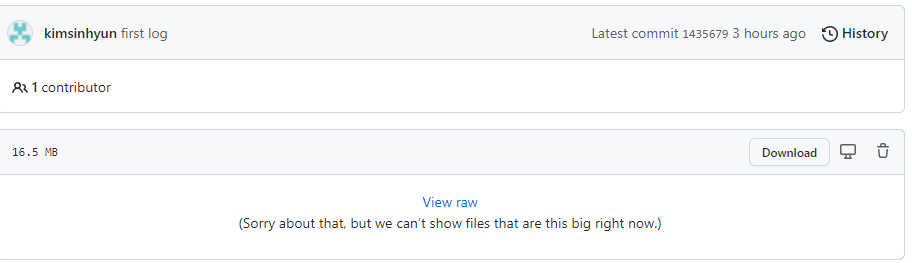 kimsinhyun first log Latest commit 1435679 3 hours ago History
1 contributor
16.5 MB Download
View raw
(Sorry about that, but we can't show files that are this big right now.)